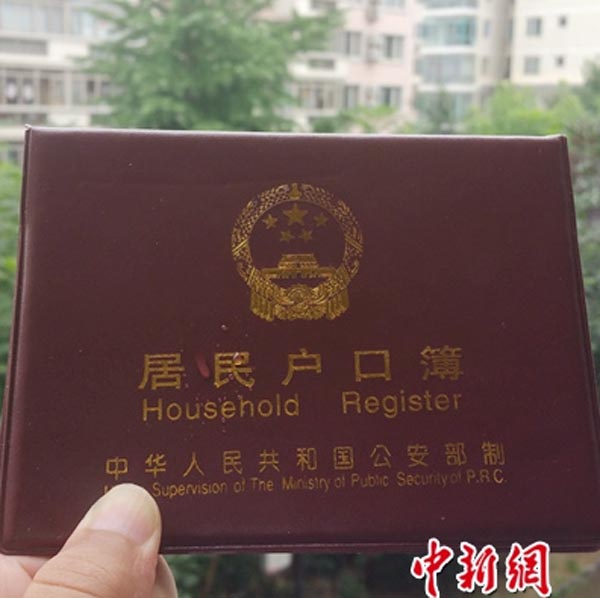 居民户口簿
Household Register
中华人民共和国公安部制
Supervision of The Ministry of Public Security of P.R.C.
中新網